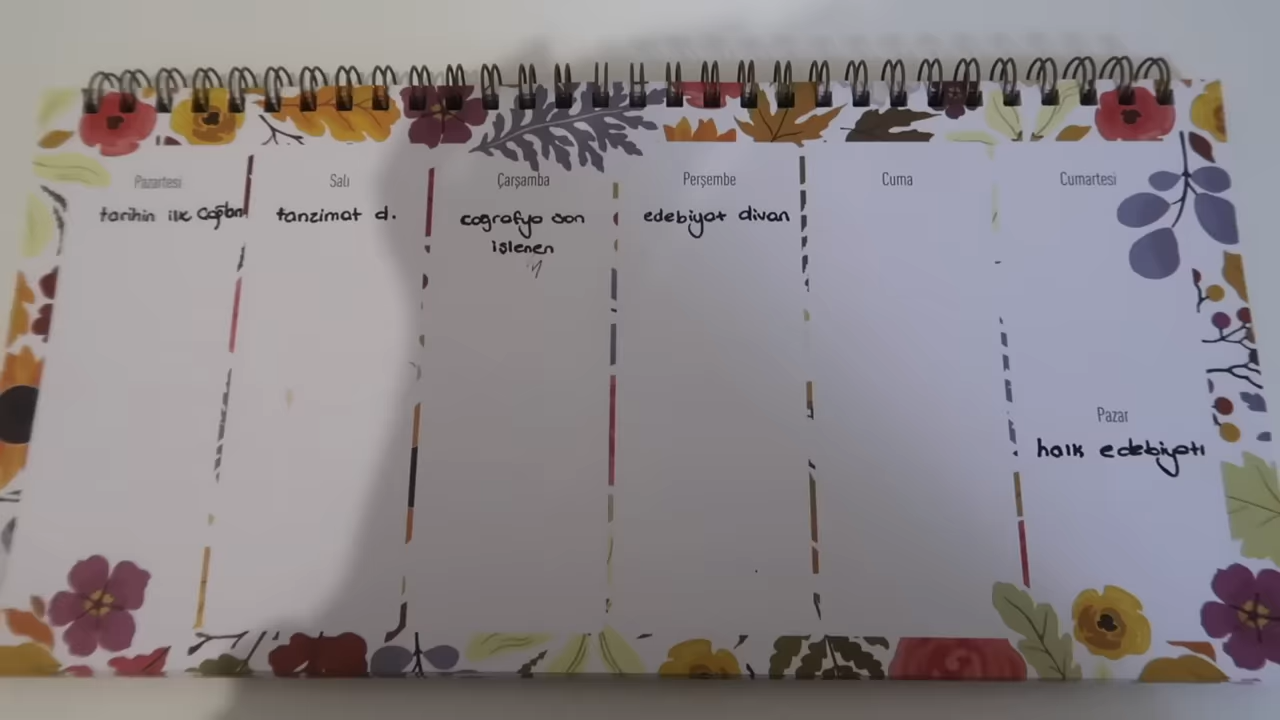 Pazartesi
tarihin ilk Çağları
Salı
tanzimat d.
Çarşamba
coğrafya son
işlenen
Perşembe
edebiyat divan
Cuma
Cumartesi
Pazar
halk edebiyatı